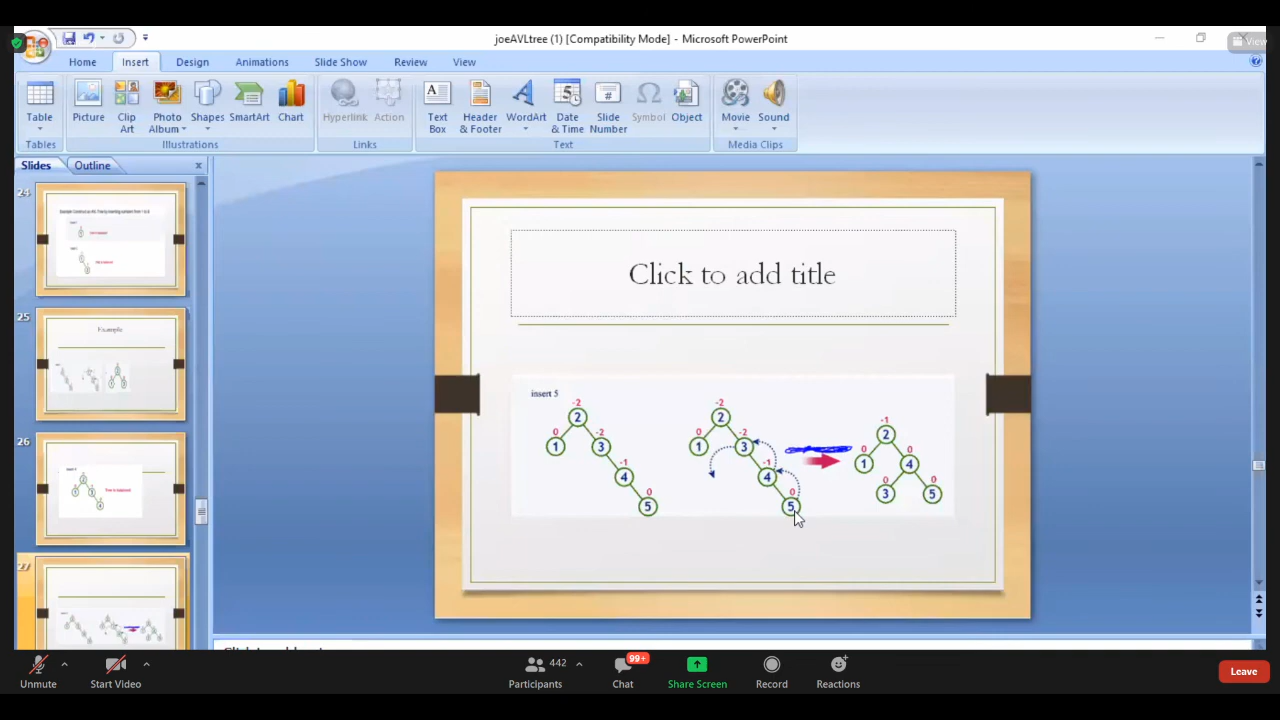 joeAVLtree (1) [Compatibility Mode] - Microsoft PowerPoint
View
Home Insert Design Animations Slide Show Review View
Table Picture Clip Art Photo Album Shapes SmartArt Chart Hyperlink Action Text Box Header & Footer WordArt Date & Time Slide Number Symbol Object Movie Sound
Tables Illustrations Links Text Media Clips
Slides Outline
24
25
Example
26
27
Click to add title
insert 5
-2
2
0 -2
1 3
-1
4
0
5
-2
2
0 -2
1 3
-1
4
0
5
-1
2
0 0
1 4
0 0
3 5
442 99+
Unmute Start Video Participants Chat Share Screen Record Reactions Leave